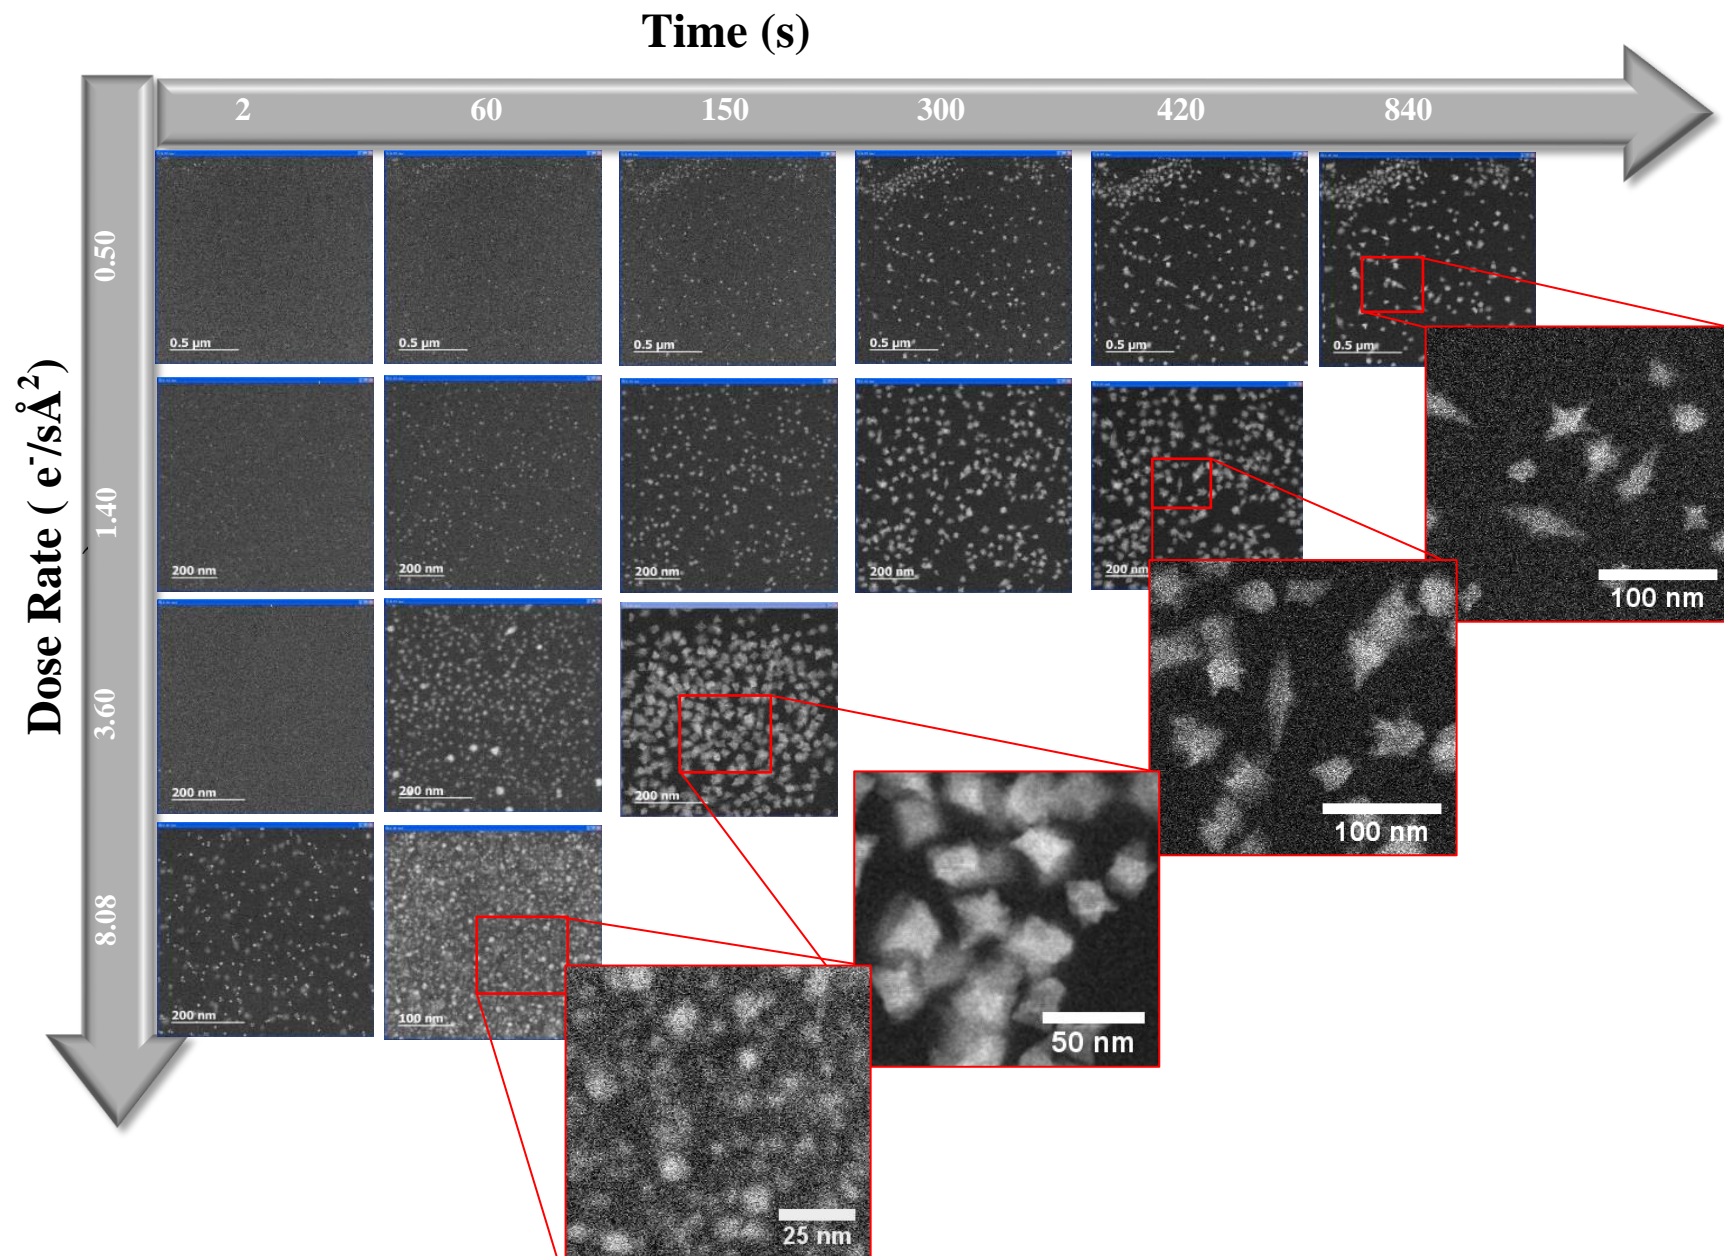 Time (s)
2 60 150 300 420 840
Dose Rate ( e⁻/sÅ²)
0.50
0.5 µm 0.5 µm 0.5 µm 0.5 µm 0.5 µm 0.5 µm
100 nm
1.40
200 nm 200 nm 200 nm 200 nm 200 nm
100 nm
3.60
200 nm 200 nm 200 nm
50 nm
8.08
200 nm 100 nm
25 nm